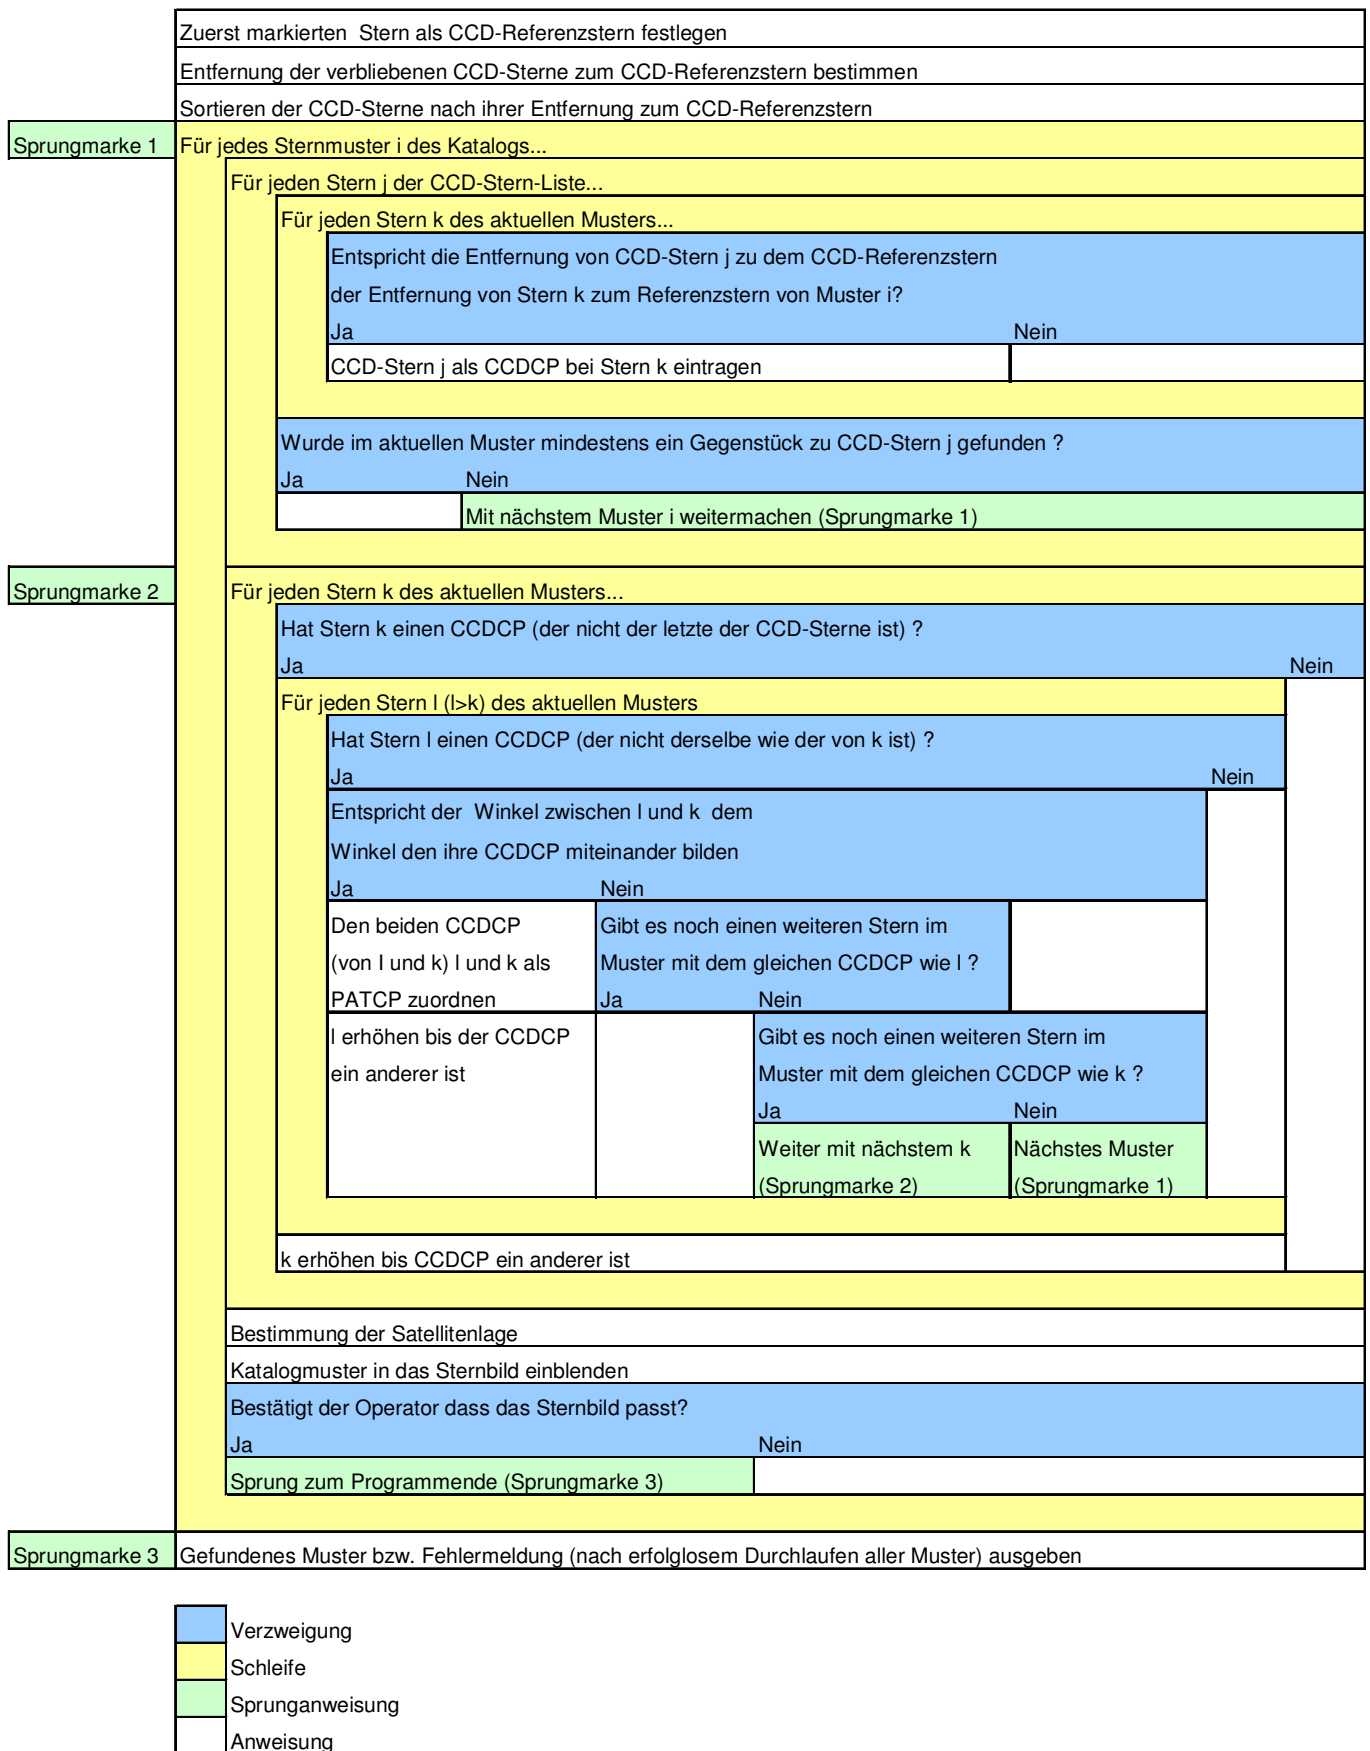 Zuerst markierten Stern als CCD-Referenzstern festlegen
Entfernung der verbliebenen CCD-Sterne zum CCD-Referenzstern bestimmen
Sortieren der CCD-Sterne nach ihrer Entfernung zum CCD-Referenzstern
Sprungmarke 1
Für jedes Sternmuster i des Katalogs...
Für jeden Stern j der CCD-Stern-Liste...
Für jeden Stern k des aktuellen Musters...
Entspricht die Entfernung von CCD-Stern j zu dem CCD-Referenzstern
der Entfernung von Stern k zum Referenzstern von Muster i?
Ja
Nein
CCD-Stern j als CCDCP bei Stern k eintragen
Wurde im aktuellen Muster mindestens ein Gegenstück zu CCD-Stern j gefunden ?
Ja
Nein
Mit nächstem Muster i weitermachen (Sprungmarke 1)
Sprungmarke 2
Für jeden Stern k des aktuellen Musters...
Hat Stern k einen CCDCP (der nicht der letzte der CCD-Sterne ist) ?
Ja
Nein
Für jeden Stern l (l>k) des aktuellen Musters
Hat Stern l einen CCDCP (der nicht derselbe wie der von k ist) ?
Ja
Nein
Entspricht der Winkel zwischen l und k dem
Winkel den ihre CCDCP miteinander bilden
Ja
Nein
Den beiden CCDCP
(von l und k) l und k als
PATCP zuordnen
Gibt es noch einen weiteren Stern im
Muster mit dem gleichen CCDCP wie l ?
Ja
Nein
l erhöhen bis der CCDCP
ein anderer ist
Gibt es noch einen weiteren Stern im
Muster mit dem gleichen CCDCP wie k ?
Ja
Nein
Weiter mit nächstem k
(Sprungmarke 2)
Nächstes Muster
(Sprungmarke 1)
k erhöhen bis CCDCP ein anderer ist
Bestimmung der Satellitenlage
Katalogmuster in das Sternbild einblenden
Bestätigt der Operator dass das Sternbild passt?
Ja
Nein
Sprung zum Programmende (Sprungmarke 3)
Sprungmarke 3
Gefundenes Muster bzw. Fehlermeldung (nach erfolglosem Durchlaufen aller Muster) ausgeben
Verzweigung
Schleife
Sprunganweisung
Anweisung